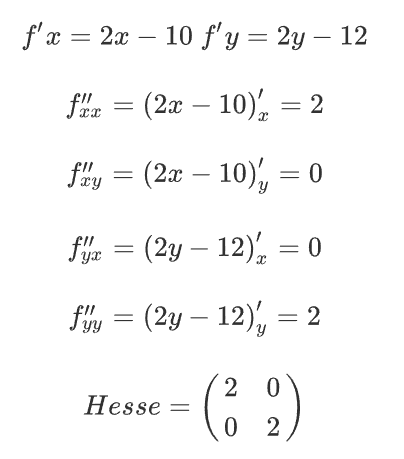 f'x = 2x − 10 f'y = 2y − 12
f''xx = (2x − 10)'x = 2
f''xy = (2x − 10)'y = 0
f''yx = (2y − 12)'x = 0
f''yy = (2y − 12)'y = 2
Hesse = ( 2 0
0 2 )